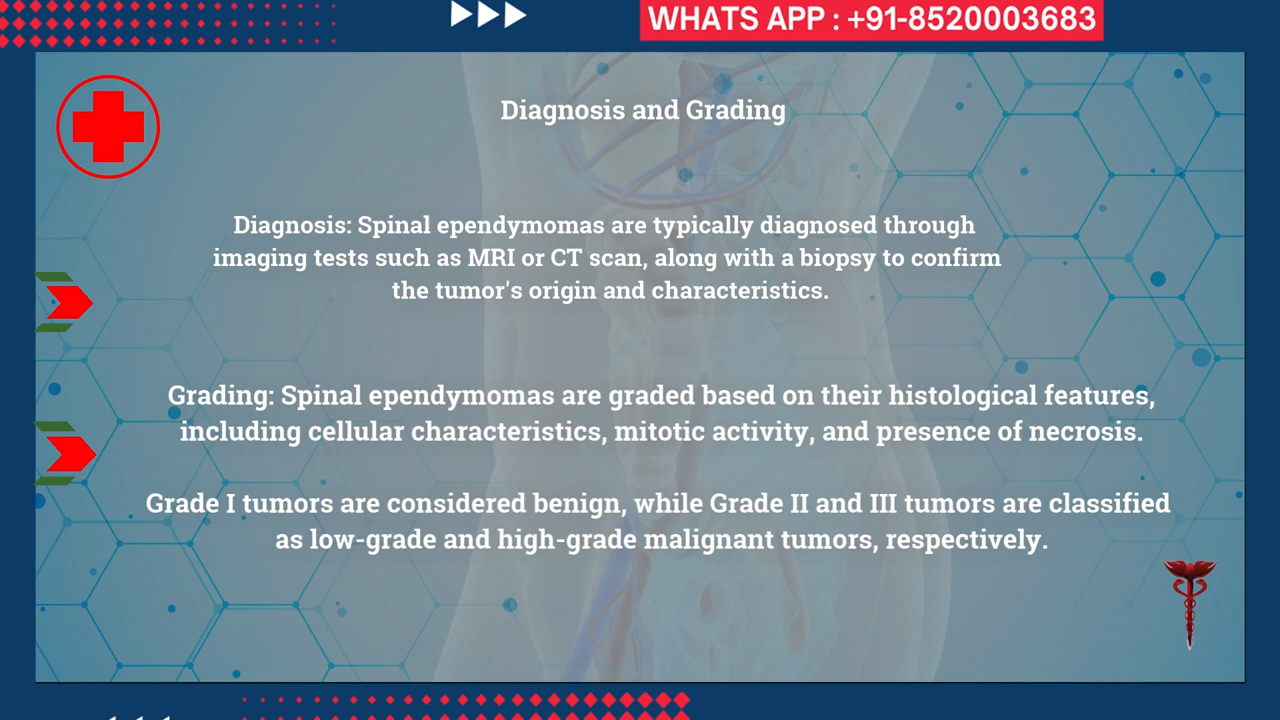 WHATS APP : +91-8520003683
Diagnosis and Grading
Diagnosis: Spinal ependymomas are typically diagnosed through
imaging tests such as MRI or CT scan, along with a biopsy to confirm
the tumor's origin and characteristics.
Grading: Spinal ependymomas are graded based on their histological features,
including cellular characteristics, mitotic activity, and presence of necrosis.
Grade I tumors are considered benign, while Grade II and III tumors are classified
as low-grade and high-grade malignant tumors, respectively.